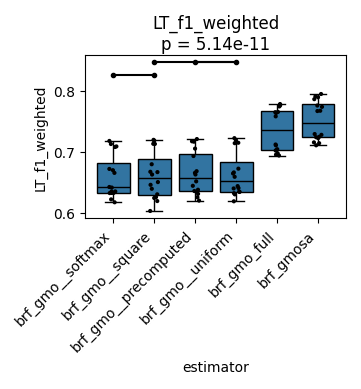 LT_f1_weighted
p = 5.14e-11
LT_f1_weighted
0.8
0.7
0.6
brf_gmo__softmax
brf_gmo__square
brf_gmo__precomputed
brf_gmo__uniform
brf_gmo_full
brf_gmosa
estimator